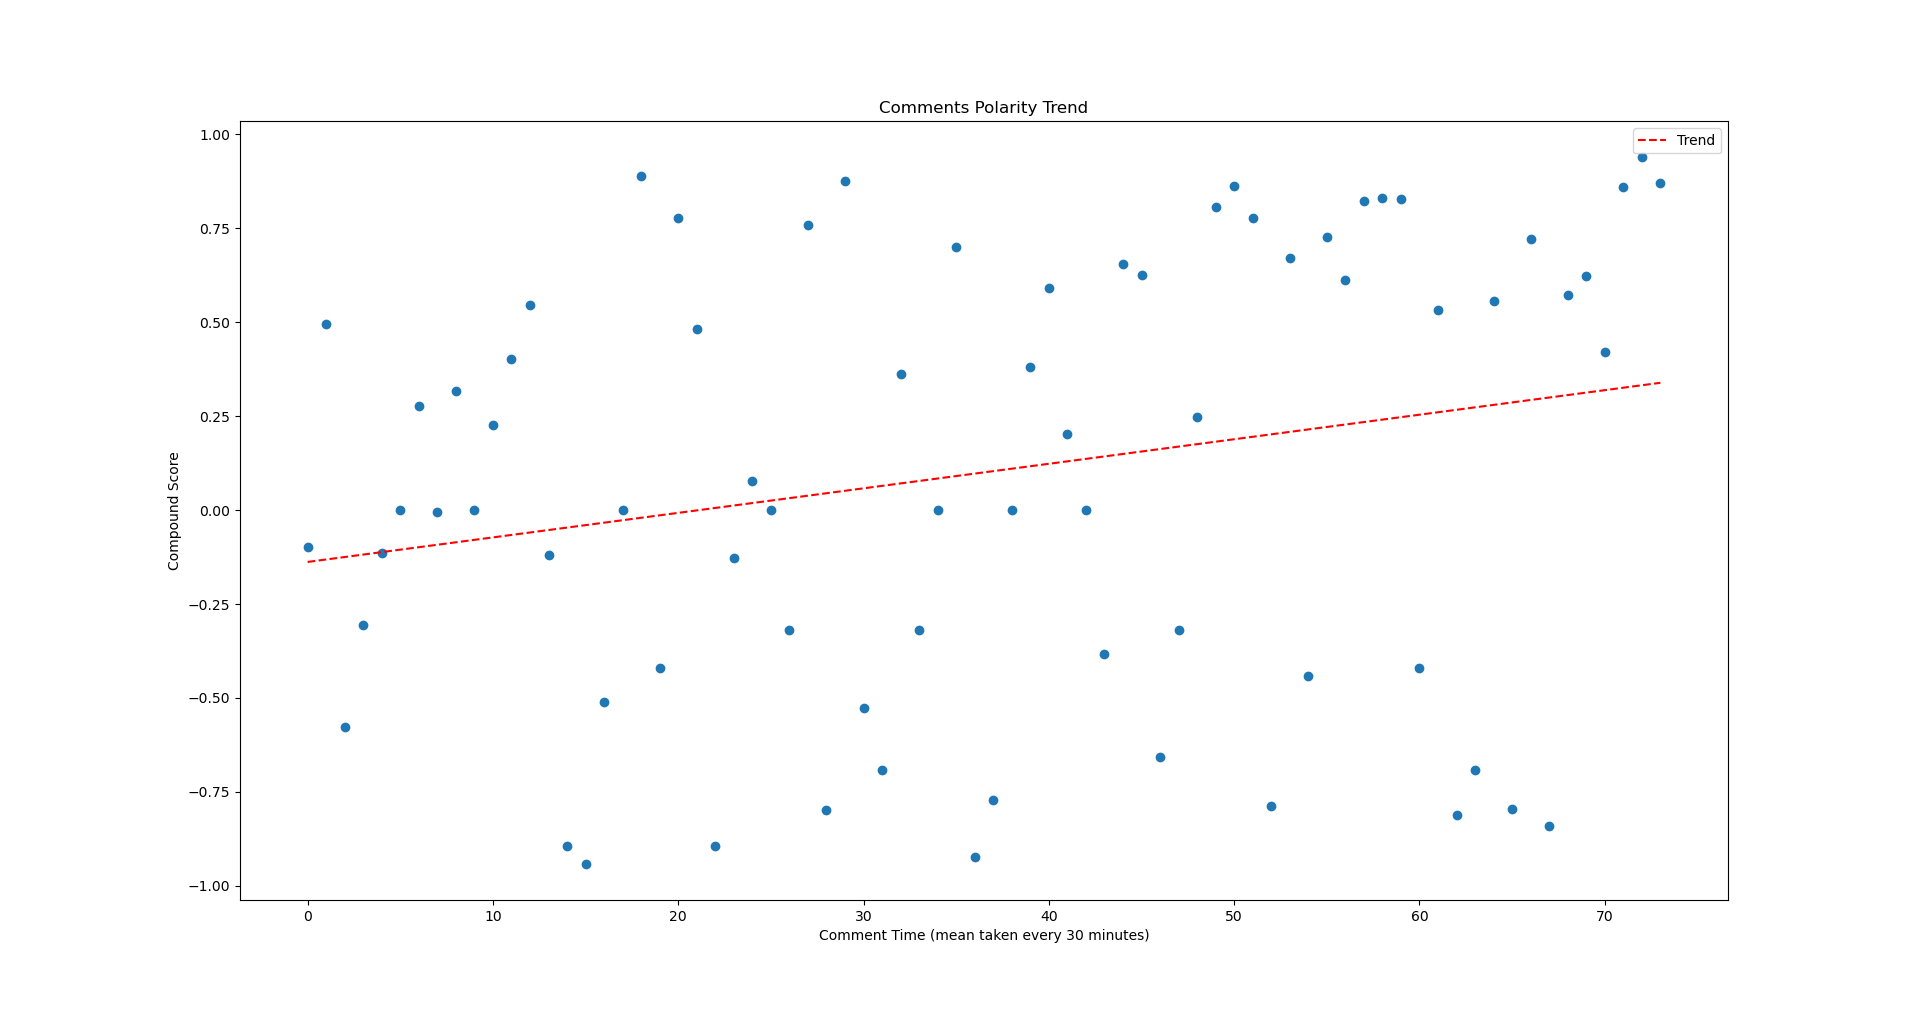 Comments Polarity Trend
Trend
1.00
0.75
0.50
0.25
0.00
−0.25
−0.50
−0.75
−1.00
Compound Score
0 10 20 30 40 50 60 70
Comment Time (mean taken every 30 minutes)